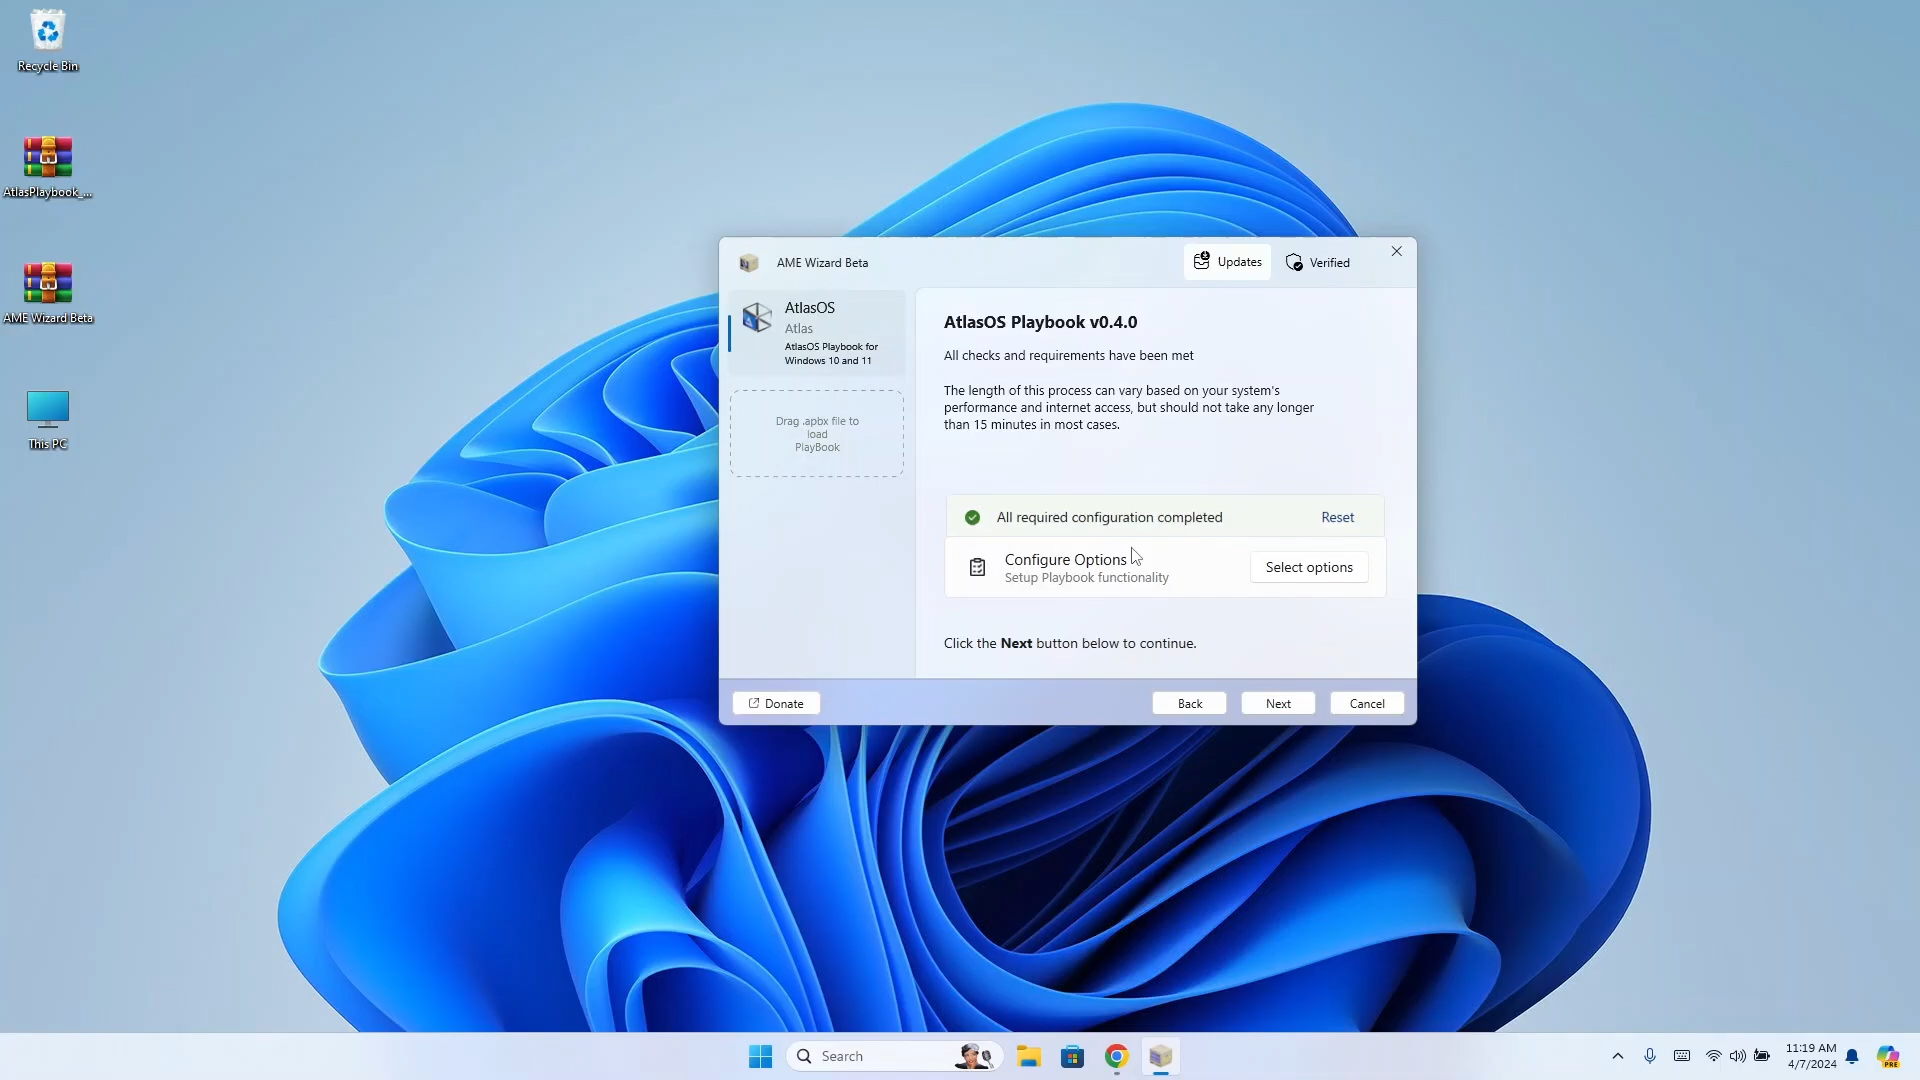 Recycle Bin
AtlasPlaybook_...
AME Wizard Beta
This PC
AME Wizard Beta
Updates
Verified
AtlasOS
Atlas
AtlasOS Playbook for
Windows 10 and 11
Drag .apbx file to
load
PlayBook
AtlasOS Playbook v0.4.0
All checks and requirements have been met
The length of this process can vary based on your system's
performance and internet access, but should not take any longer
than 15 minutes in most cases.
All required configuration completed
Reset
Configure Options
Setup Playbook functionality
Select options
Click the Next button below to continue.
Donate
Back
Next
Cancel
Search
11:19 AM
4/7/2024
PRE